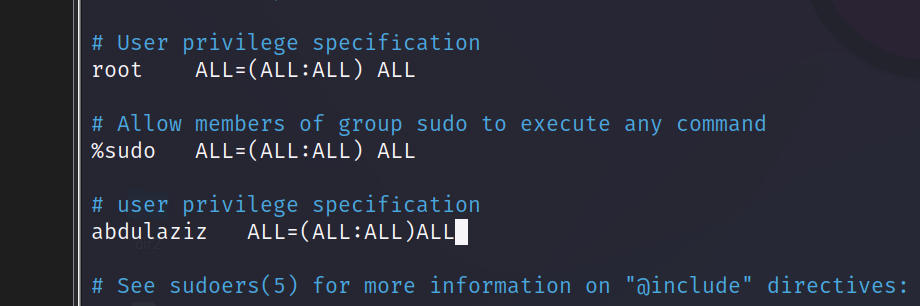 # User privilege specification
root    ALL=(ALL:ALL) ALL
# Allow members of group sudo to execute any command
%sudo   ALL=(ALL:ALL) ALL
# user privilege specification
abdulaziz   ALL=(ALL:ALL)ALL
# See sudoers(5) for more information on "@include" directives: